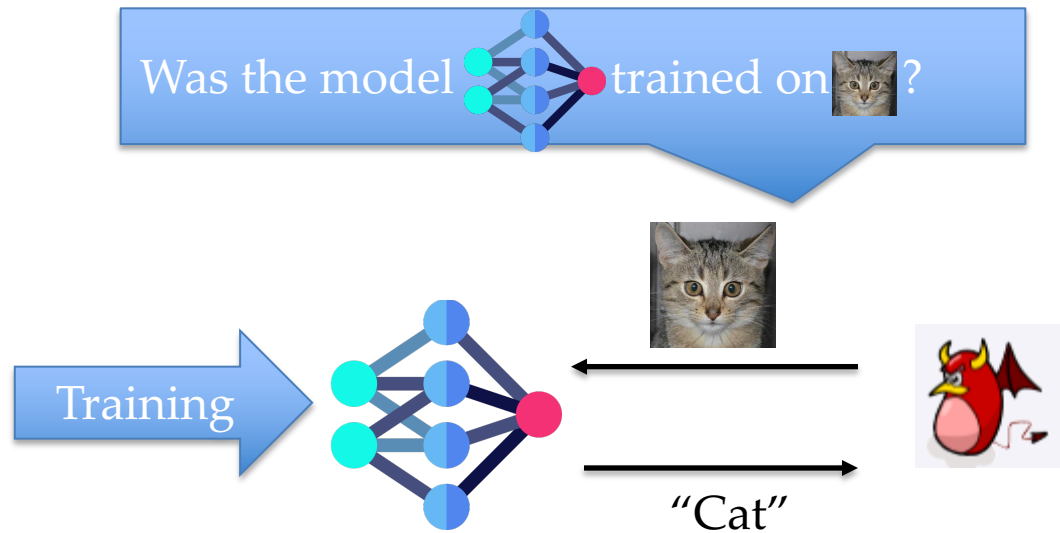 Was the model trained on ?
Training
“Cat”